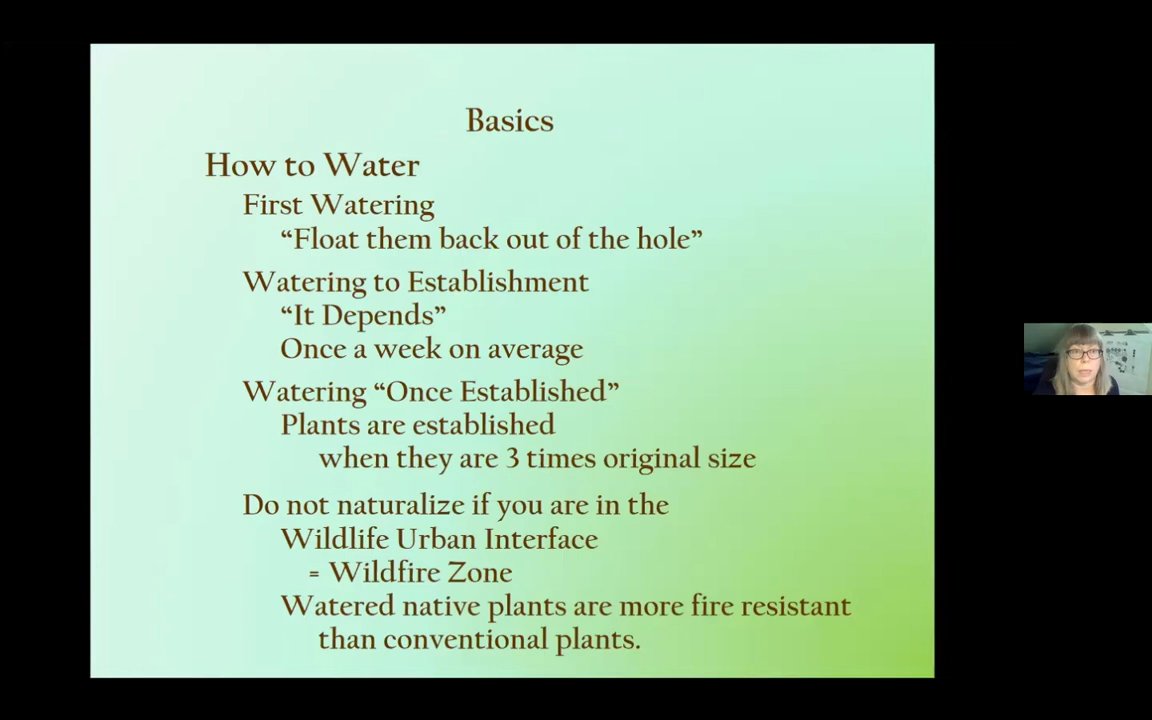 Basics
How to Water
First Watering
“Float them back out of the hole”
Watering to Establishment
“It Depends”
Once a week on average
Watering “Once Established”
Plants are established
when they are 3 times original size
Do not naturalize if you are in the
Wildlife Urban Interface
= Wildfire Zone
Watered native plants are more fire resistant
than conventional plants.